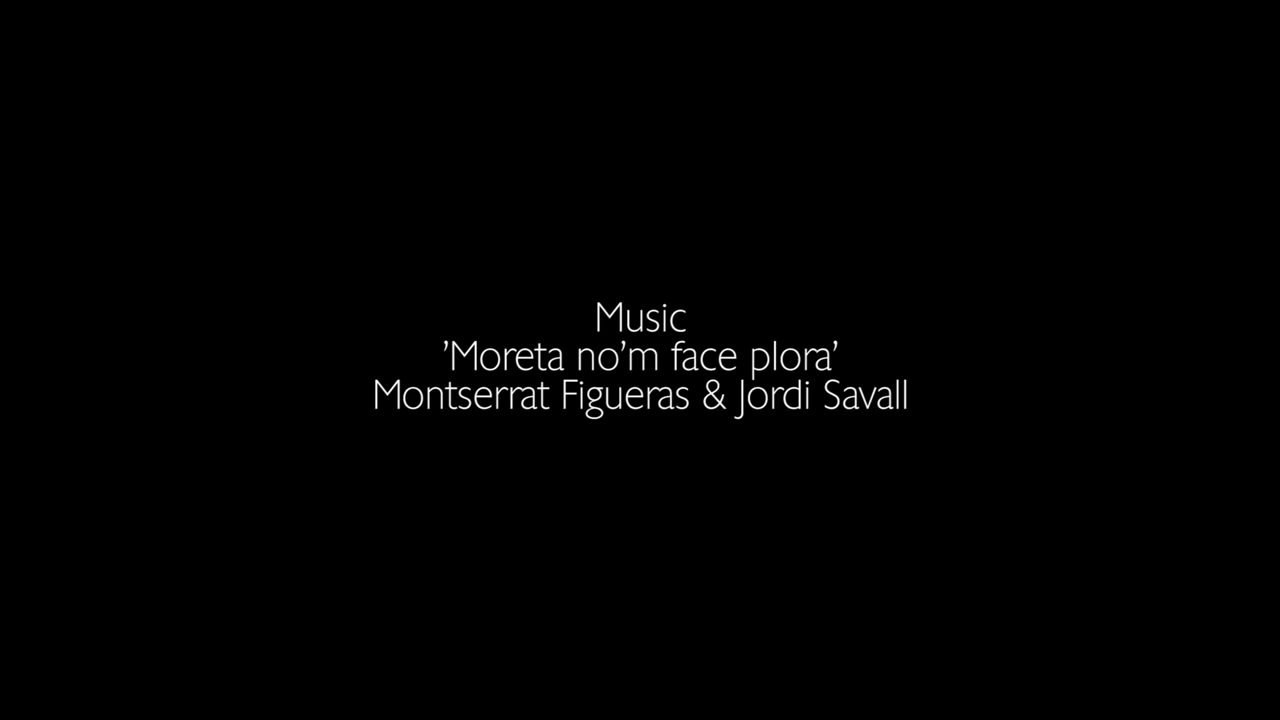 Music
’Moreta no’m face plora’
Montserrat Figueras & Jordi Savall